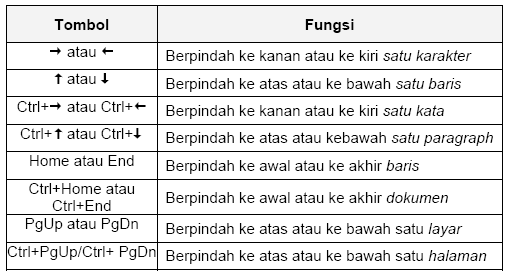 Tombol Fungsi
→ atau ← Berpindah ke kanan atau ke kiri satu karakter
↑ atau ↓ Berpindah ke atas atau ke bawah satu baris
Ctrl+→ atau Ctrl+← Berpindah ke kanan atau ke kiri satu kata
Ctrl+↑ atau Ctrl+↓ Berpindah ke atas atau kebawah satu paragraph
Home atau End Berpindah ke awal atau ke akhir baris
Ctrl+Home atau
Ctrl+End Berpindah ke awal atau ke akhir dokumen
PgUp atau PgDn Berpindah ke atas atau ke bawah satu layar
Ctrl+PgUp/Ctrl+ PgDn Berpindah ke atas atau ke bawah satu halaman